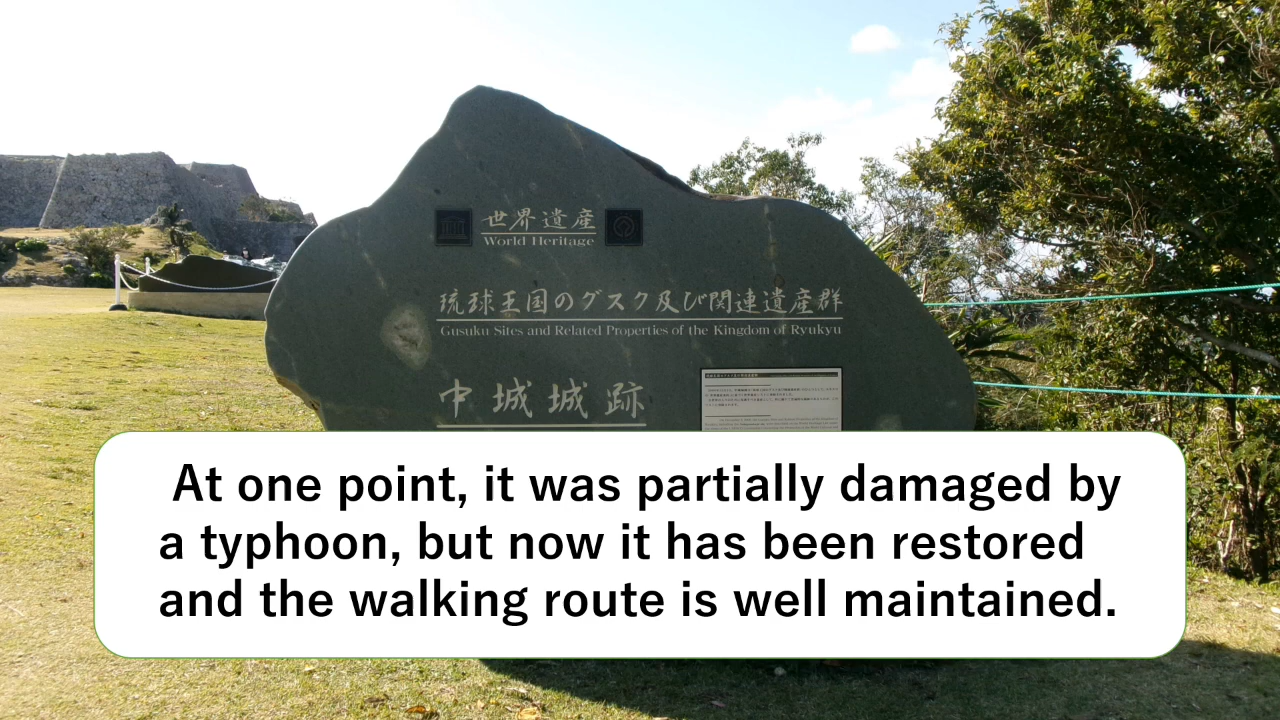 世界遺産
World Heritage
琉球王国のグスク及び関連遺産群
Gusuku Sites and Related Properties of the Kingdom of Ryukyu
中城城跡
At one point, it was partially damaged by
a typhoon, but now it has been restored
and the walking route is well maintained.